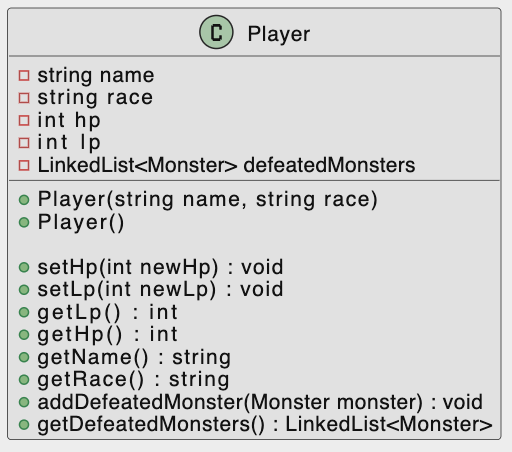 C Player
string name
string race
int hp
int lp
LinkedList<Monster> defeatedMonsters
Player(string name, string race)
Player()
setHp(int newHp) : void
setLp(int newLp) : void
getLp() : int
getHp() : int
getName() : string
getRace() : string
addDefeatedMonster(Monster monster) : void
getDefeatedMonsters() : LinkedList<Monster>